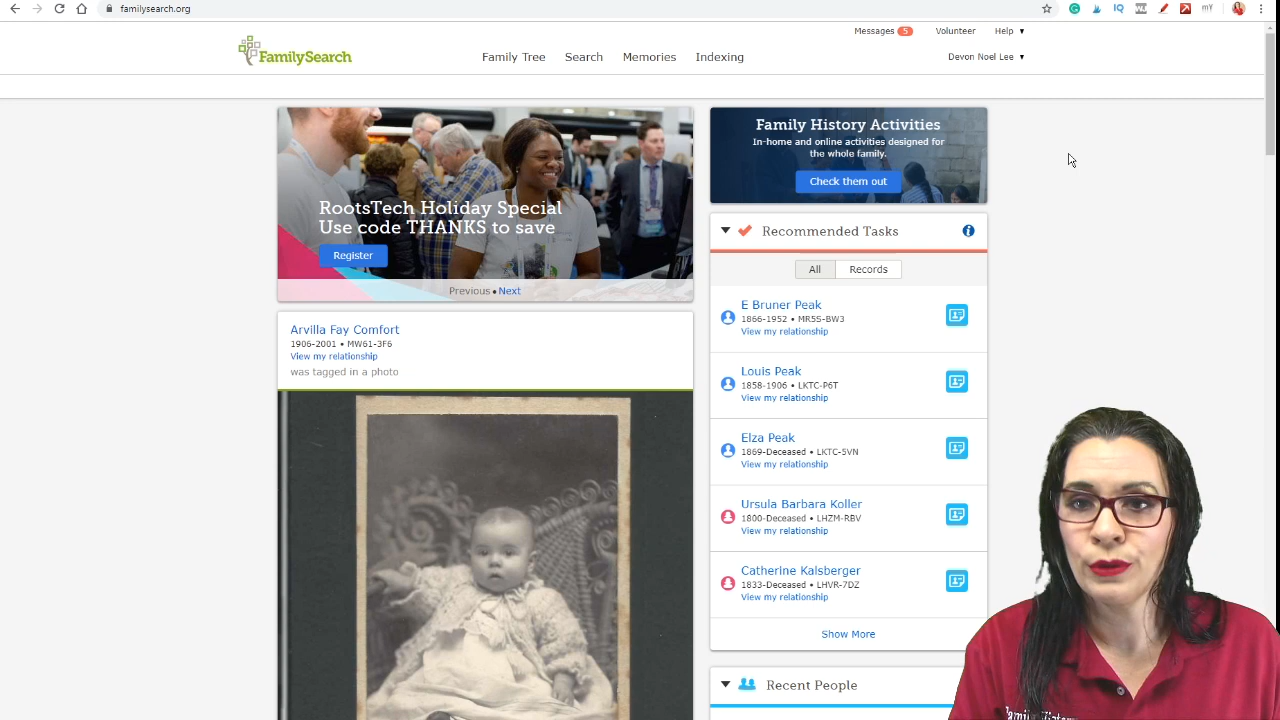 familysearch.org
Messages 5
Volunteer
Help
FamilySearch
Family Tree
Search
Memories
Indexing
Devon Noel Lee
RootsTech Holiday Special
Use code THANKS to save
Register
Previous • Next
Family History Activities
In-home and online activities designed for
the whole family.
Check them out
Arvilla Fay Comfort
1906-2001 • MW61-3F6
View my relationship
was tagged in a photo
Recommended Tasks
All
Records
E Bruner Peak
1866-1952 • MR5S-BW3
View my relationship
Louis Peak
1858-1906 • LKTC-P6T
View my relationship
Elza Peak
1869-Deceased • LKTC-5VN
View my relationship
Ursula Barbara Koller
1800-Deceased • LHZM-RBV
View my relationship
Catherine Kalsberger
1833-Deceased • LHVR-7DZ
View my relationship
Show More
Recent People